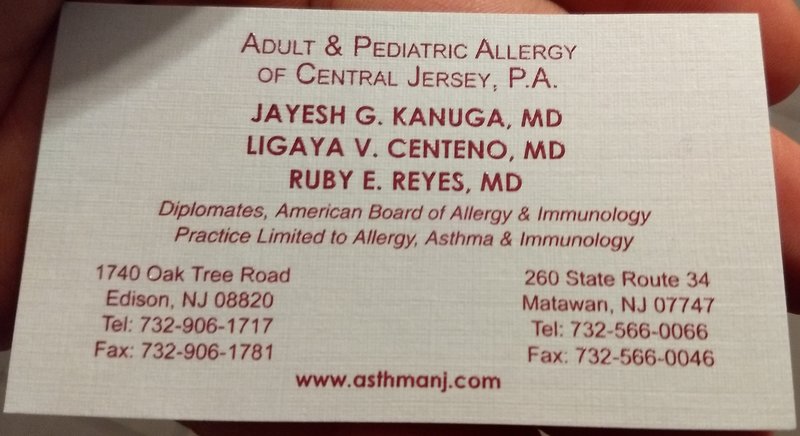 ADULT & PEDIATRIC ALLERGY
OF CENTRAL JERSEY, P.A.
JAYESH G. KANUGA, MD
LIGAYA V. CENTENO, MD
RUBY E. REYES, MD
Diplomates, American Board of Allergy & Immunology
Practice Limited to Allergy, Asthma & Immunology
1740 Oak Tree Road
Edison, NJ 08820
Tel: 732-906-1717
Fax: 732-906-1781
260 State Route 34
Matawan, NJ 07747
Tel: 732-566-0066
Fax: 732-566-0046
www.asthmanj.com